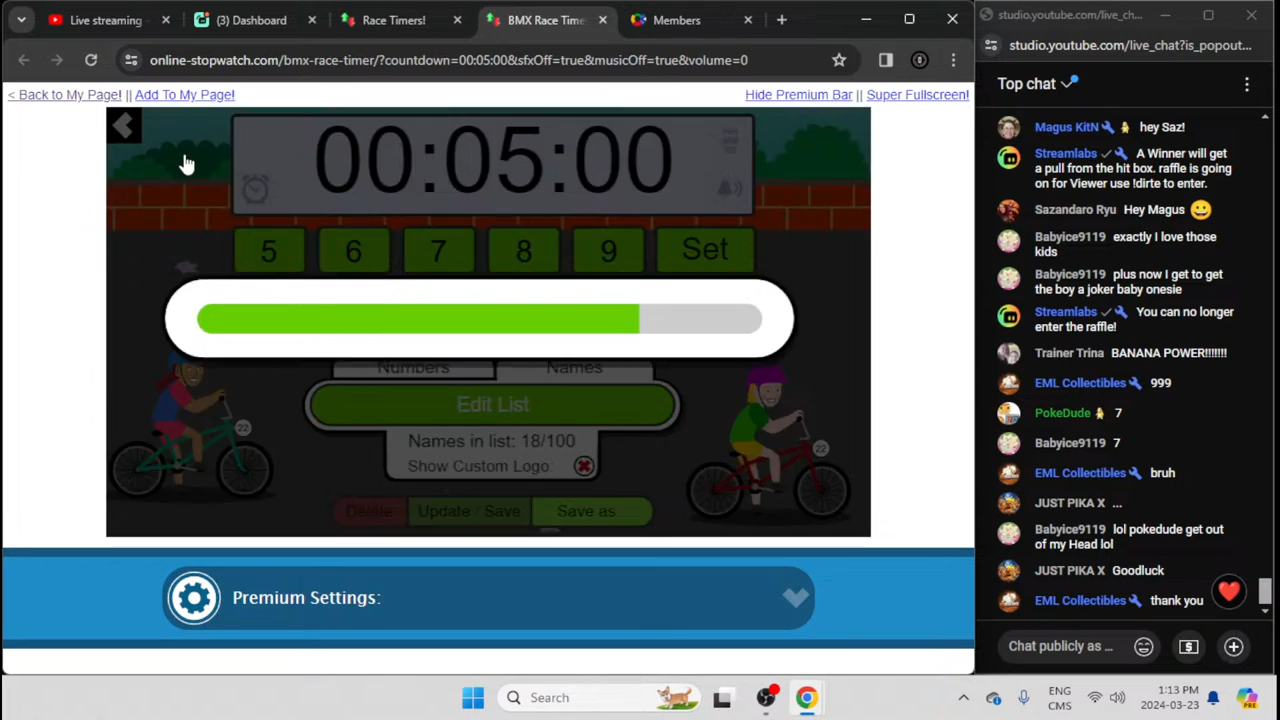 Live streaming
(3) Dashboard
Race Timers!
BMX Race Time
Members
studio.youtube.com/live_ch...
online-stopwatch.com/bmx-race-timer/?countdown=00:05:00&sfxOff=true&musicOff=true&volume=0
studio.youtube.com/live_chat?is_popout...
< Back to My Page! || Add To My Page!
Hide Premium Bar || Super Fullscreen!
Top chat
00:05:00
5 6 7 8 9 Set
Numbers Names
Edit List
22
22
Names in list: 18/100
Show Custom Logo:
Delete Update / Save Save as
Premium Settings:
Magus KitN hey Saz!
Streamlabs A Winner will get
a pull from the hit box. raffle is going
on for Viewer use !dirte to enter.
Sazandaro Ryu Hey Magus
Babyice9119 exactly I love those
kids
Babyice9119 plus now I get to get
the boy a joker baby onesie
Streamlabs You can no longer
enter the raffle!
Trainer Trina BANANA POWER!!!!!!!
EML Collectibles 999
PokeDude 7
Babyice9119 7
EML Collectibles bruh
JUST PIKA X ...
Babyice9119 lol pokedude get out
of my Head lol
JUST PIKA X Goodluck
EML Collectibles thank you
Chat publicly as ...
Search
ENG
CMS
1:13 PM
2024-03-23
PRE